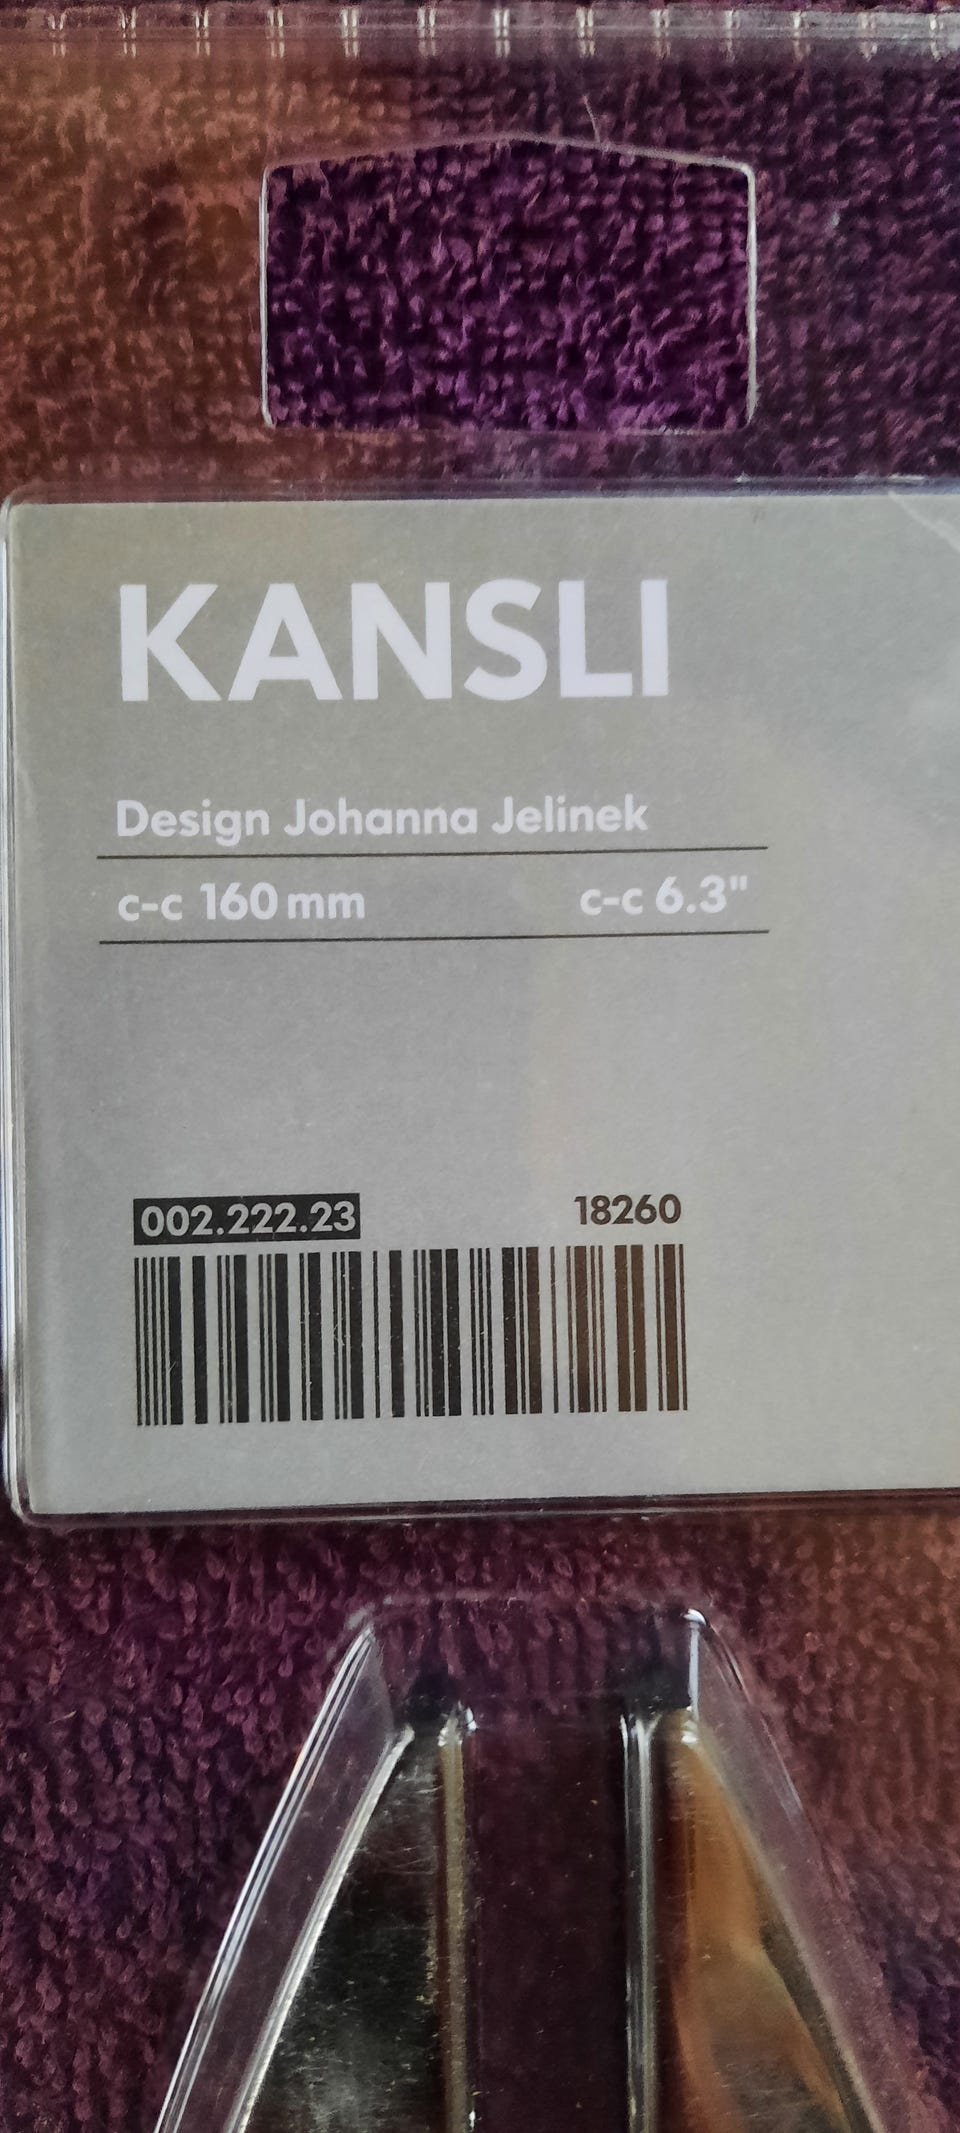 KANSLI
Design Johanna Jelinek
c-c 160 mm c-c 6.3"
002.222.23 18260